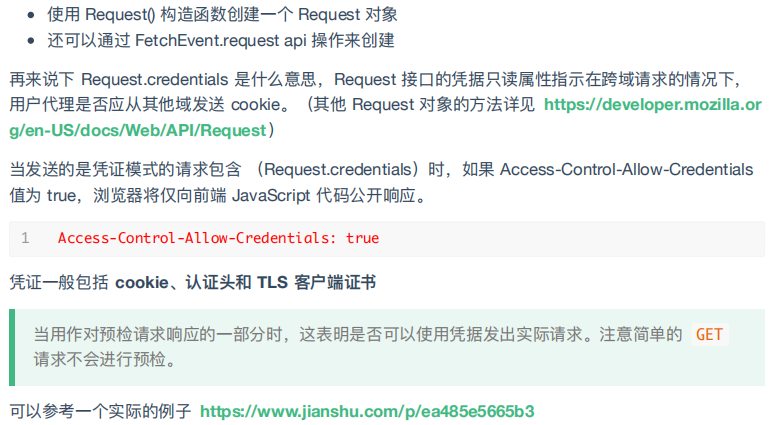 • 使用 Request() 构造函数创建一个 Request 对象
• 还可以通过 FetchEvent.request api 操作来创建
再来说下 Request.credentials 是什么意思，Request 接口的凭据只读属性指示在跨域请求的情况下，
用户代理是否应从其他域发送 cookie。（其他 Request 对象的方法详见 https://developer.mozilla.or
g/en-US/docs/Web/API/Request）
当发送的是凭证模式的请求包含 （Request.credentials）时，如果 Access-Control-Allow-Credentials
值为 true，浏览器将仅向前端 JavaScript 代码公开响应。
1 Access-Control-Allow-Credentials: true
凭证一般包括 cookie、认证头和 TLS 客户端证书
当用作对预检请求响应的一部分时，这表明是否可以使用凭据发出实际请求。注意简单的 GET
请求不会进行预检。
可以参考一个实际的例子 https://www.jianshu.com/p/ea485e5665b3